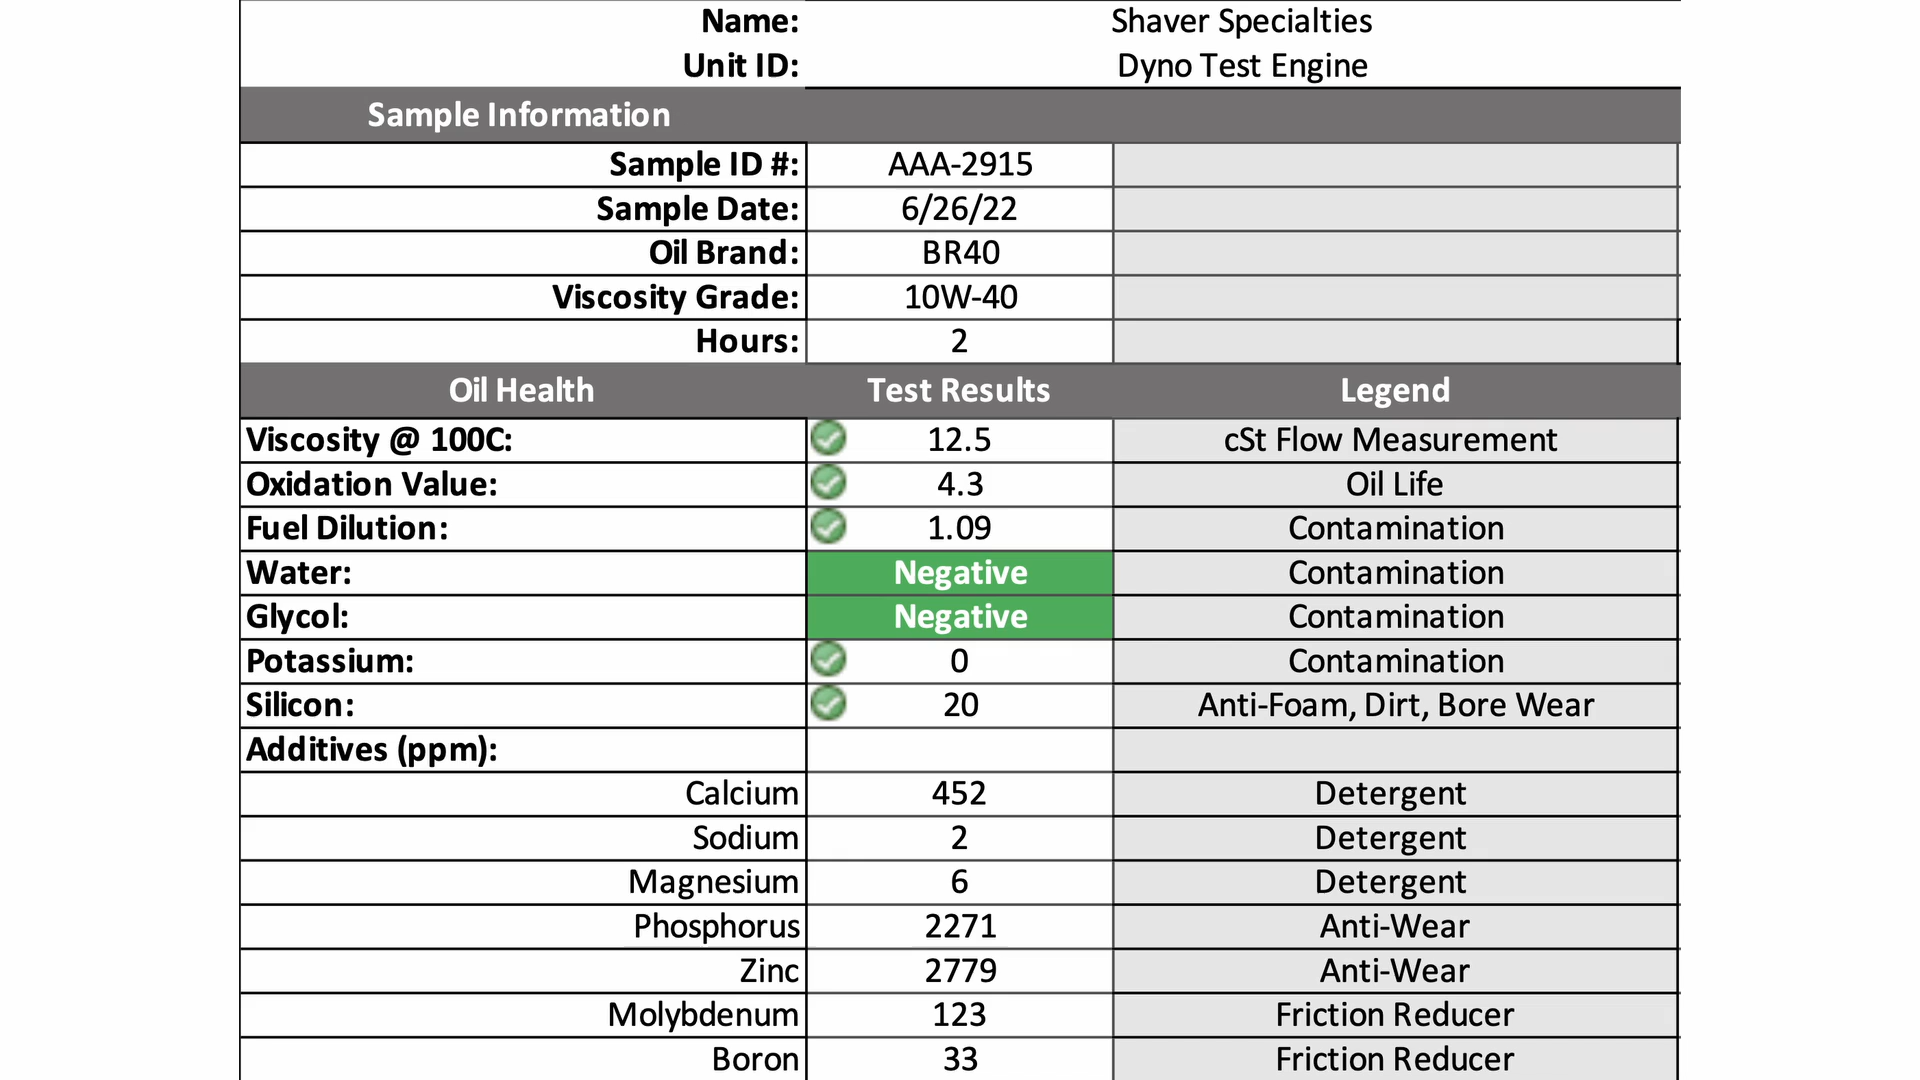 Name: Shaver Specialties
Unit ID: Dyno Test Engine
Sample Information
Sample ID #: AAA-2915
Sample Date: 6/26/22
Oil Brand: BR40
Viscosity Grade: 10W-40
Hours: 2
Oil Health Test Results Legend
Viscosity @ 100C: 12.5 cSt Flow Measurement
Oxidation Value: 4.3 Oil Life
Fuel Dilution: 1.09 Contamination
Water: Negative Contamination
Glycol: Negative Contamination
Potassium: 0 Contamination
Silicon: 20 Anti-Foam, Dirt, Bore Wear
Additives (ppm):
Calcium 452 Detergent
Sodium 2 Detergent
Magnesium 6 Detergent
Phosphorus 2271 Anti-Wear
Zinc 2779 Anti-Wear
Molybdenum 123 Friction Reducer
Boron 33 Friction Reducer